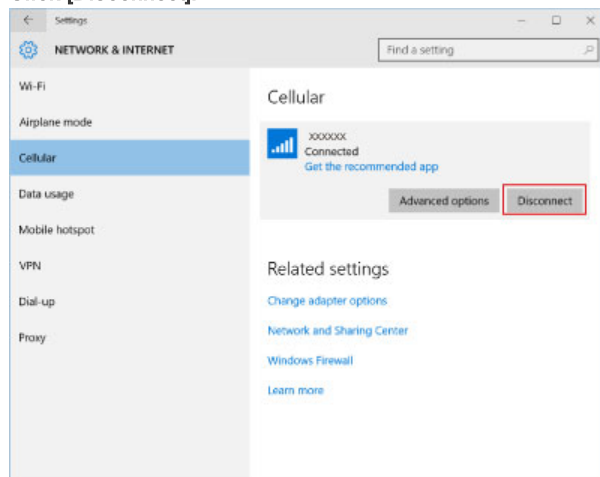 Click [Disconnect].
Settings
NETWORK & INTERNET
Find a setting
Wi-Fi
Airplane mode
Cellular
Data usage
Mobile hotspot
VPN
Dial-up
Proxy
Cellular
xxxxxx
Connected
Get the recommended app
Advanced options
Disconnect
Related settings
Change adapter options
Network and Sharing Center
Windows Firewall
Learn more